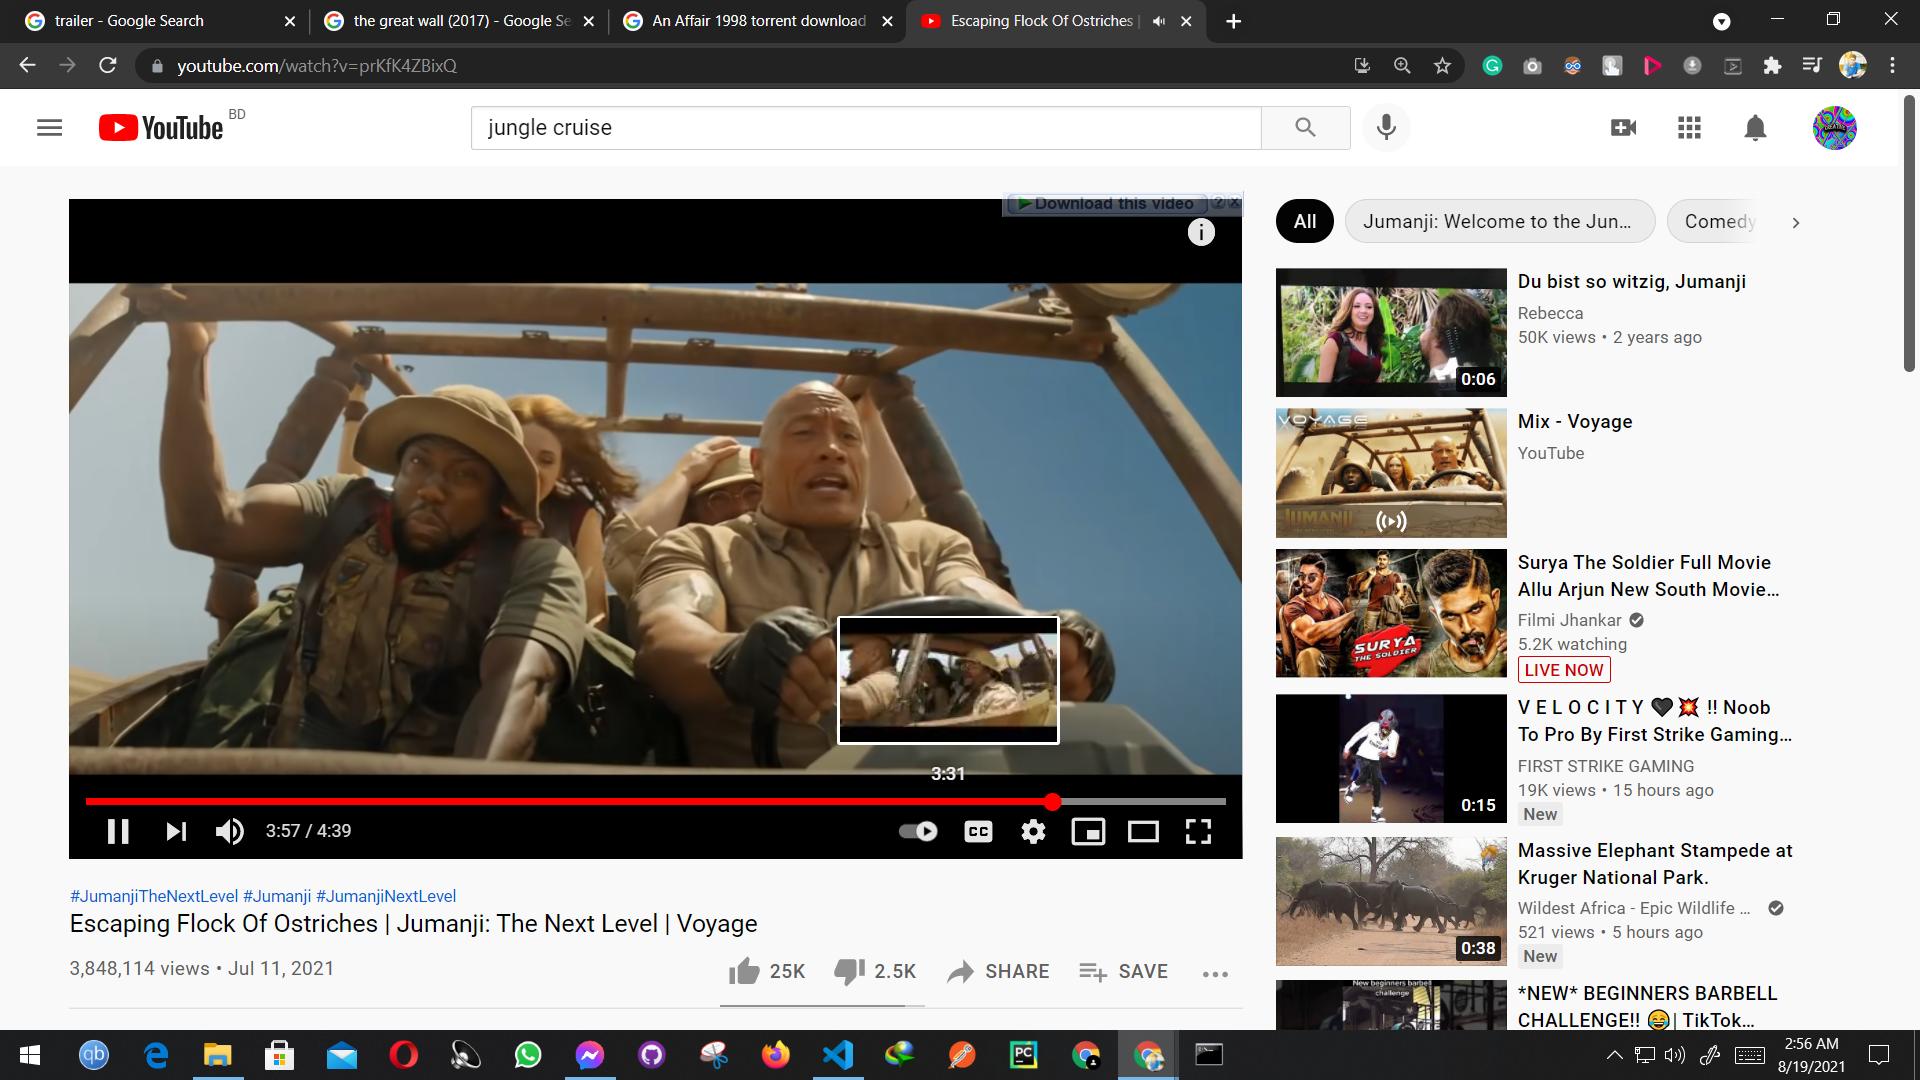 trailer - Google Search
the great wall (2017) - Google Se
An Affair 1998 torrent download
Escaping Flock Of Ostriches |
youtube.com/watch?v=prKfK4ZBixQ
YouTube BD
jungle cruise
Download this video ? x
i
All
Jumanji: Welcome to the Jun...
Comedy
Du bist so witzig, Jumanji
Rebecca
50K views • 2 years ago
0:06
VOYAGE
JUMANJI
Mix - Voyage
YouTube
SURYA
THE SOLDIER
Surya The Soldier Full Movie
Allu Arjun New South Movie...
Filmi Jhankar
5.2K watching
LIVE NOW
V E L O C I T Y 🖤 💥 !! Noob
To Pro By First Strike Gaming...
FIRST STRIKE GAMING
19K views • 15 hours ago
0:15
New
Massive Elephant Stampede at
Kruger National Park.
Wildest Africa - Epic Wildlife ...
521 views • 5 hours ago
0:38
New
New beginners barbell
challenge
*NEW* BEGINNERS BARBELL
CHALLENGE!! 😂| TikTok...
3:31
3:57 / 4:39
CC
#JumanjiTheNextLevel #Jumanji #JumanjiNextLevel
Escaping Flock Of Ostriches | Jumanji: The Next Level | Voyage
3,848,114 views • Jul 11, 2021
25K
2.5K
SHARE
SAVE
qb
PC
2:56 AM
8/19/2021